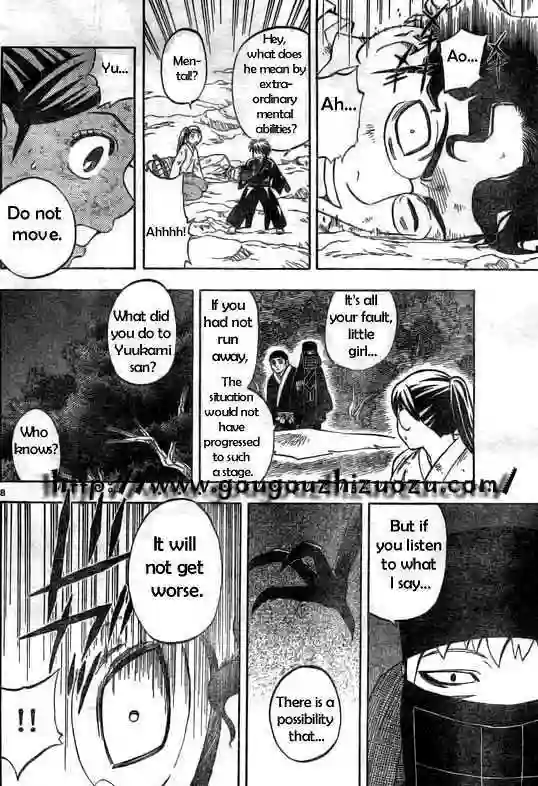 Ao...
Ah...
Hey,
what does
he mean by
extra-
ordinary
mental
abilities?
Men-
tal!?
Ahhhh!
Yu...
Do not
move.
It's all
your fault,
little
girl...
If you
had not
run
away,
The
situation
would not
have
progressed
to such
a stage.
What did
you do to
Yuukami
san?
Who
knows?
8
http://www.gougouzhizuozu.com/
But if
you listen to
what I
say...
There is a
possibility
that...
It will
not get
worse.
!!